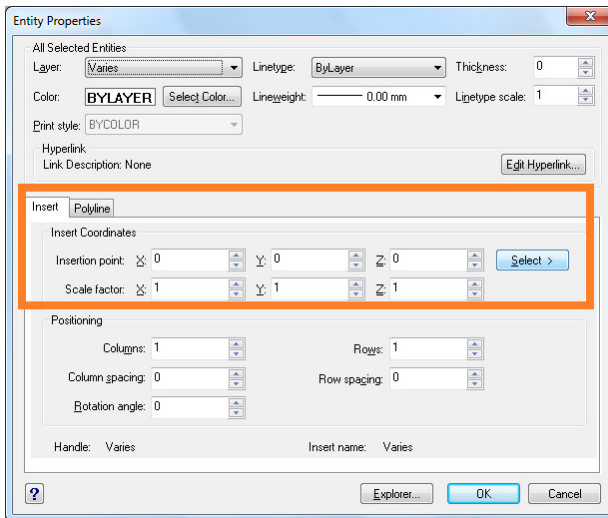 Entity Properties
x
All Selected Entities
Layer: Varies Linetype: ByLayer Thickness: 0
Color: BYLAYER Select Color... Lineweight: 0.00 mm Linetype scale: 1
Print style: BYCOLOR
Hyperlink
Link Description: None Edit Hyperlink...
Insert Polyline
Insert Coordinates
Insertion point: X: 0 Y: 0 Z: 0 Select >
Scale factor: X: 1 Y: 1 Z: 1
Positioning
Columns: 1 Rows: 1
Column spacing: 0 Row spacing: 0
Rotation angle: 0
Handle: Varies Insert name: Varies
? Explorer... OK Cancel